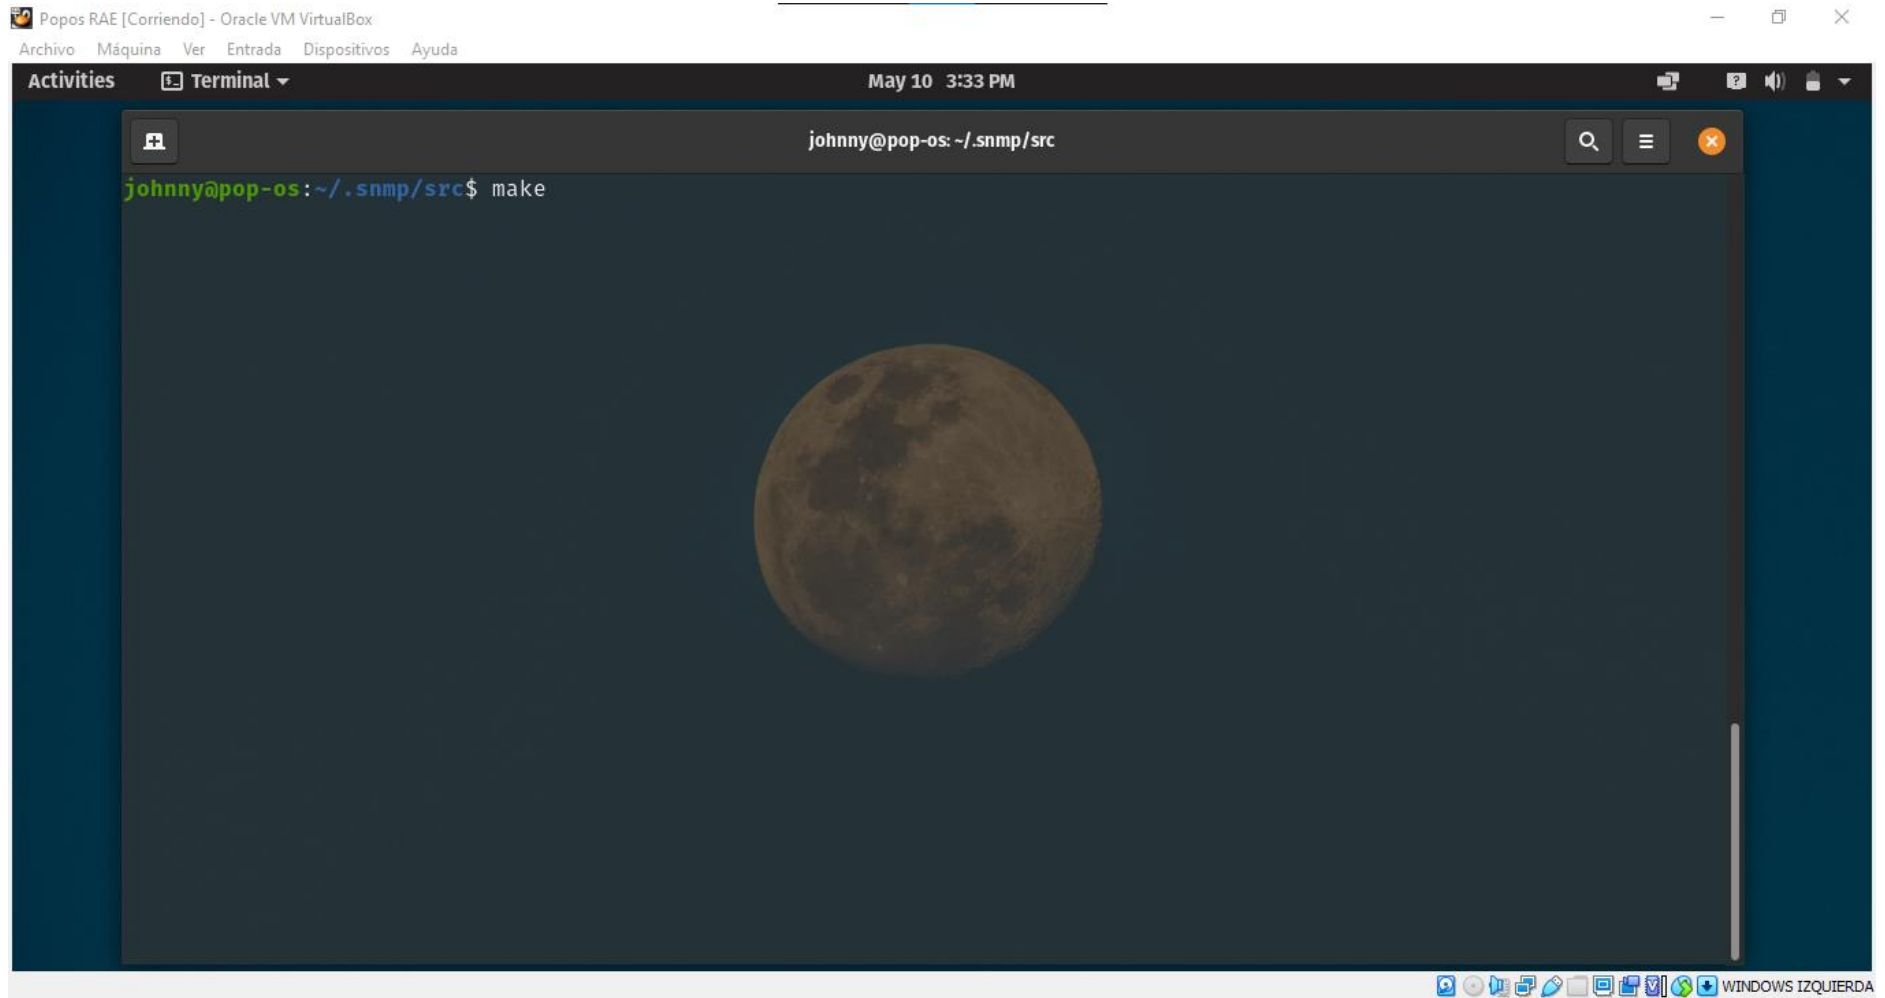 Popos RAE [Corriendo] - Oracle VM VirtualBox
Archivo Máquina Ver Entrada Dispositivos Ayuda
Activities Terminal May 10 3:33 PM
johnny@pop-os: ~/.snmp/src
johnny@pop-os:~/.snmp/src$ make
WINDOWS IZQUIERDA